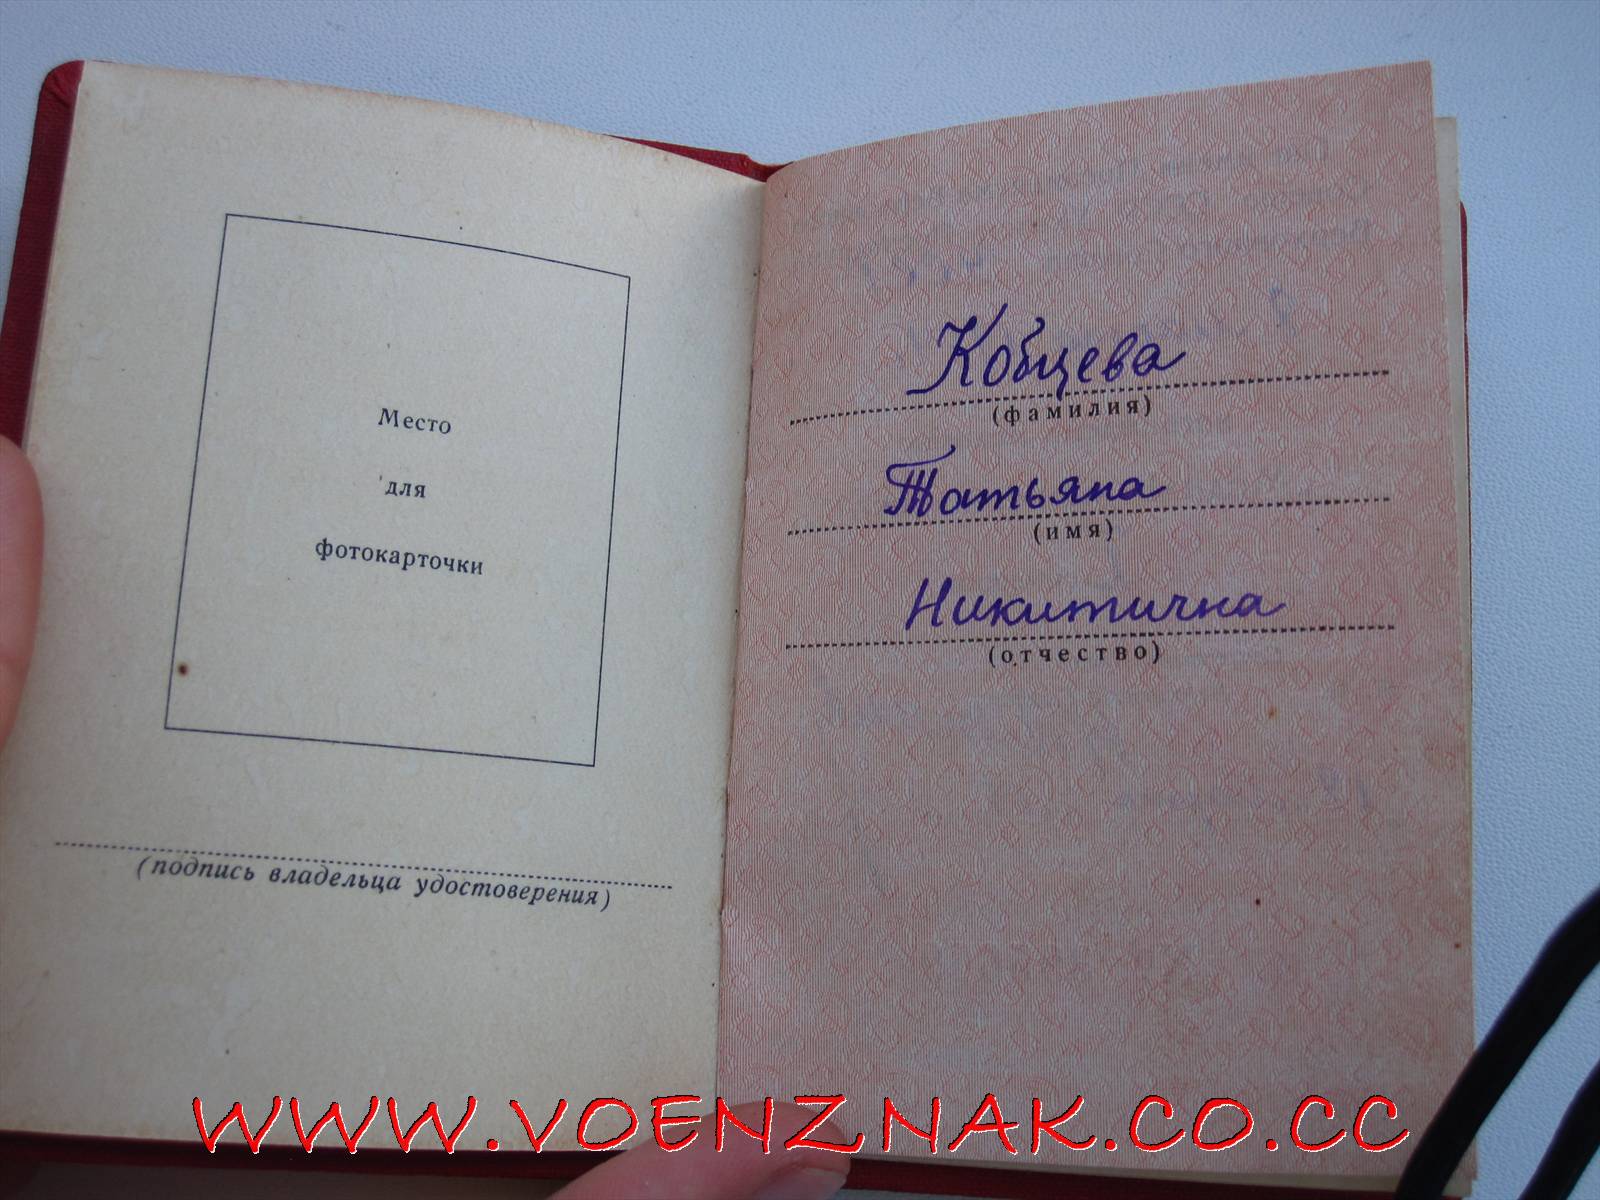 Место
для
фотокарточки
(подпись владельца удостоверения)
Кобцева
(фамилия)
Татьяна
(имя)
Никитична
(отчество)
WWW.VOENZNAK.CO.CC